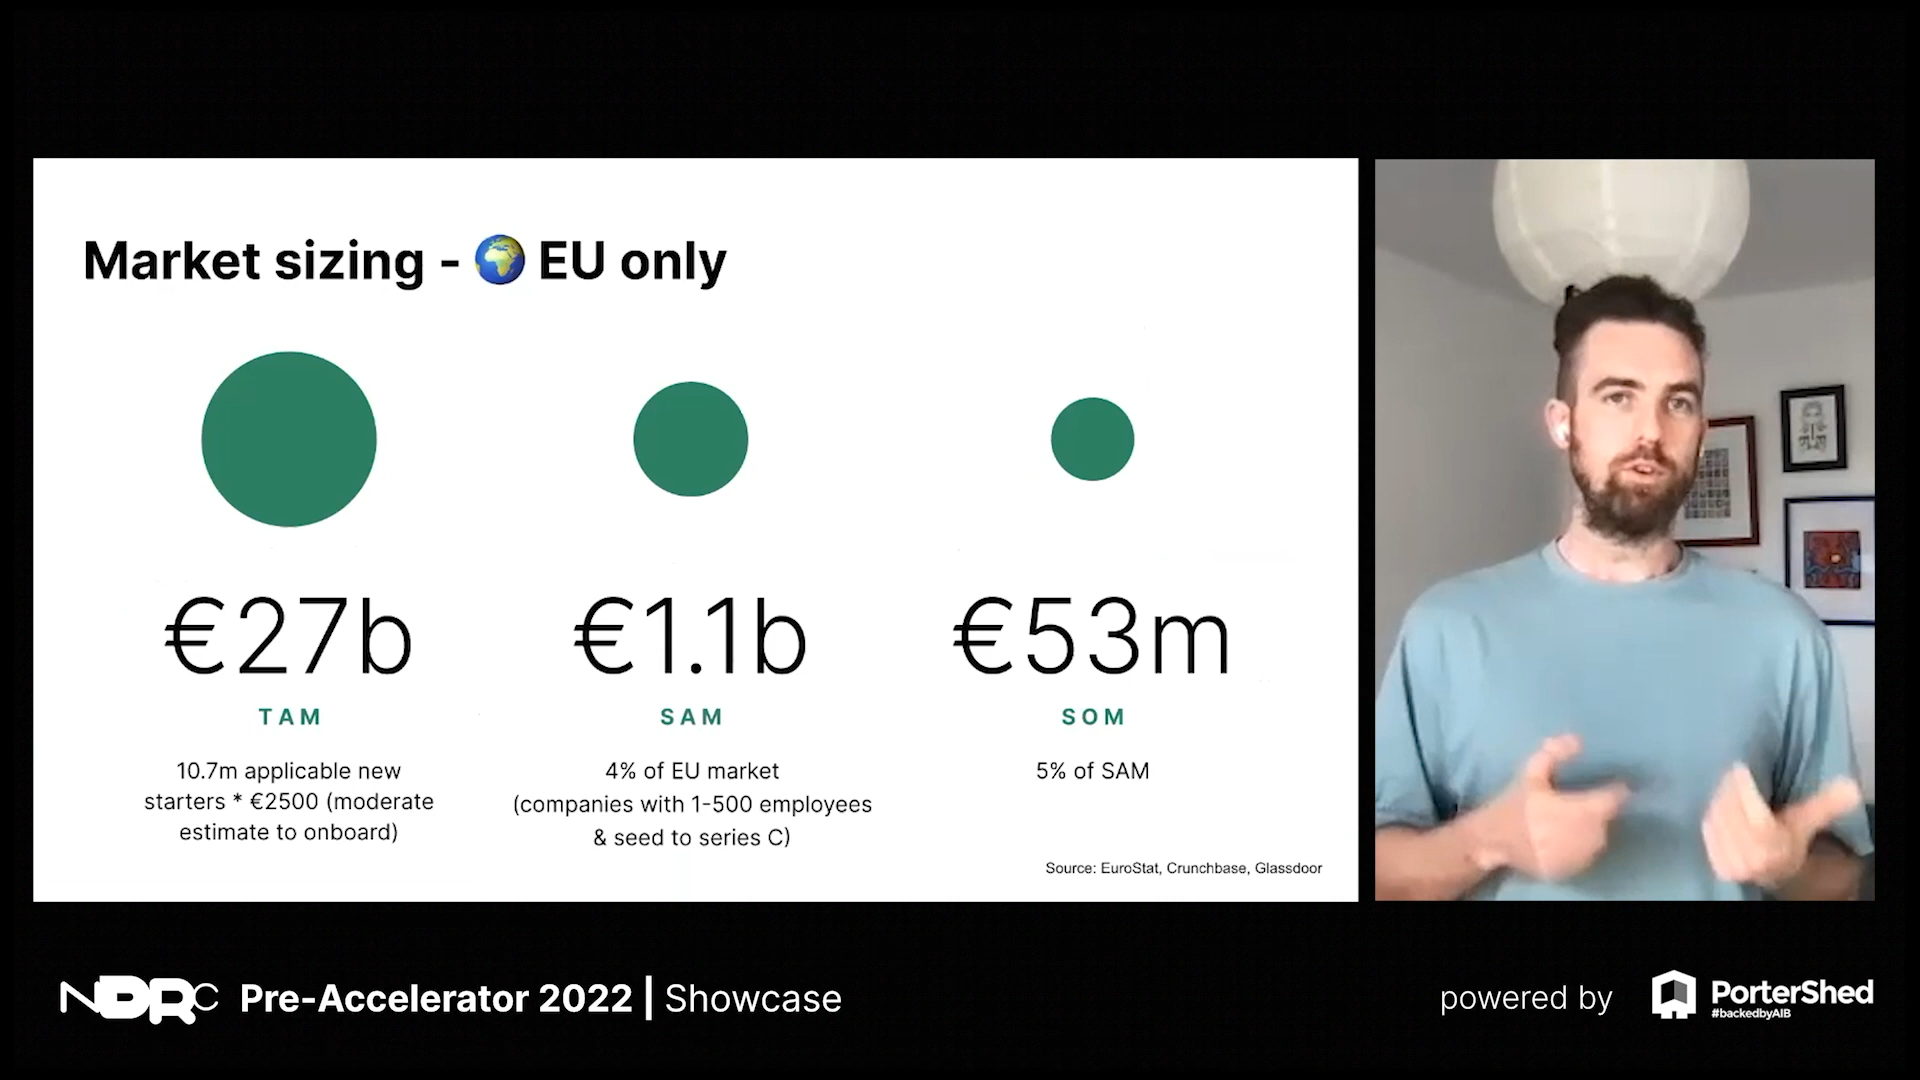 Market sizing - 🌍 EU only
€27b
TAM
10.7m applicable new
starters * €2500 (moderate
estimate to onboard)
€1.1b
SAM
4% of EU market
(companies with 1-500 employees
& seed to series C)
€53m
SOM
5% of SAM
Source: EuroStat, Crunchbase, Glassdoor
NDRC Pre-Accelerator 2022 | Showcase
powered by PorterShed
#backedbyAIB